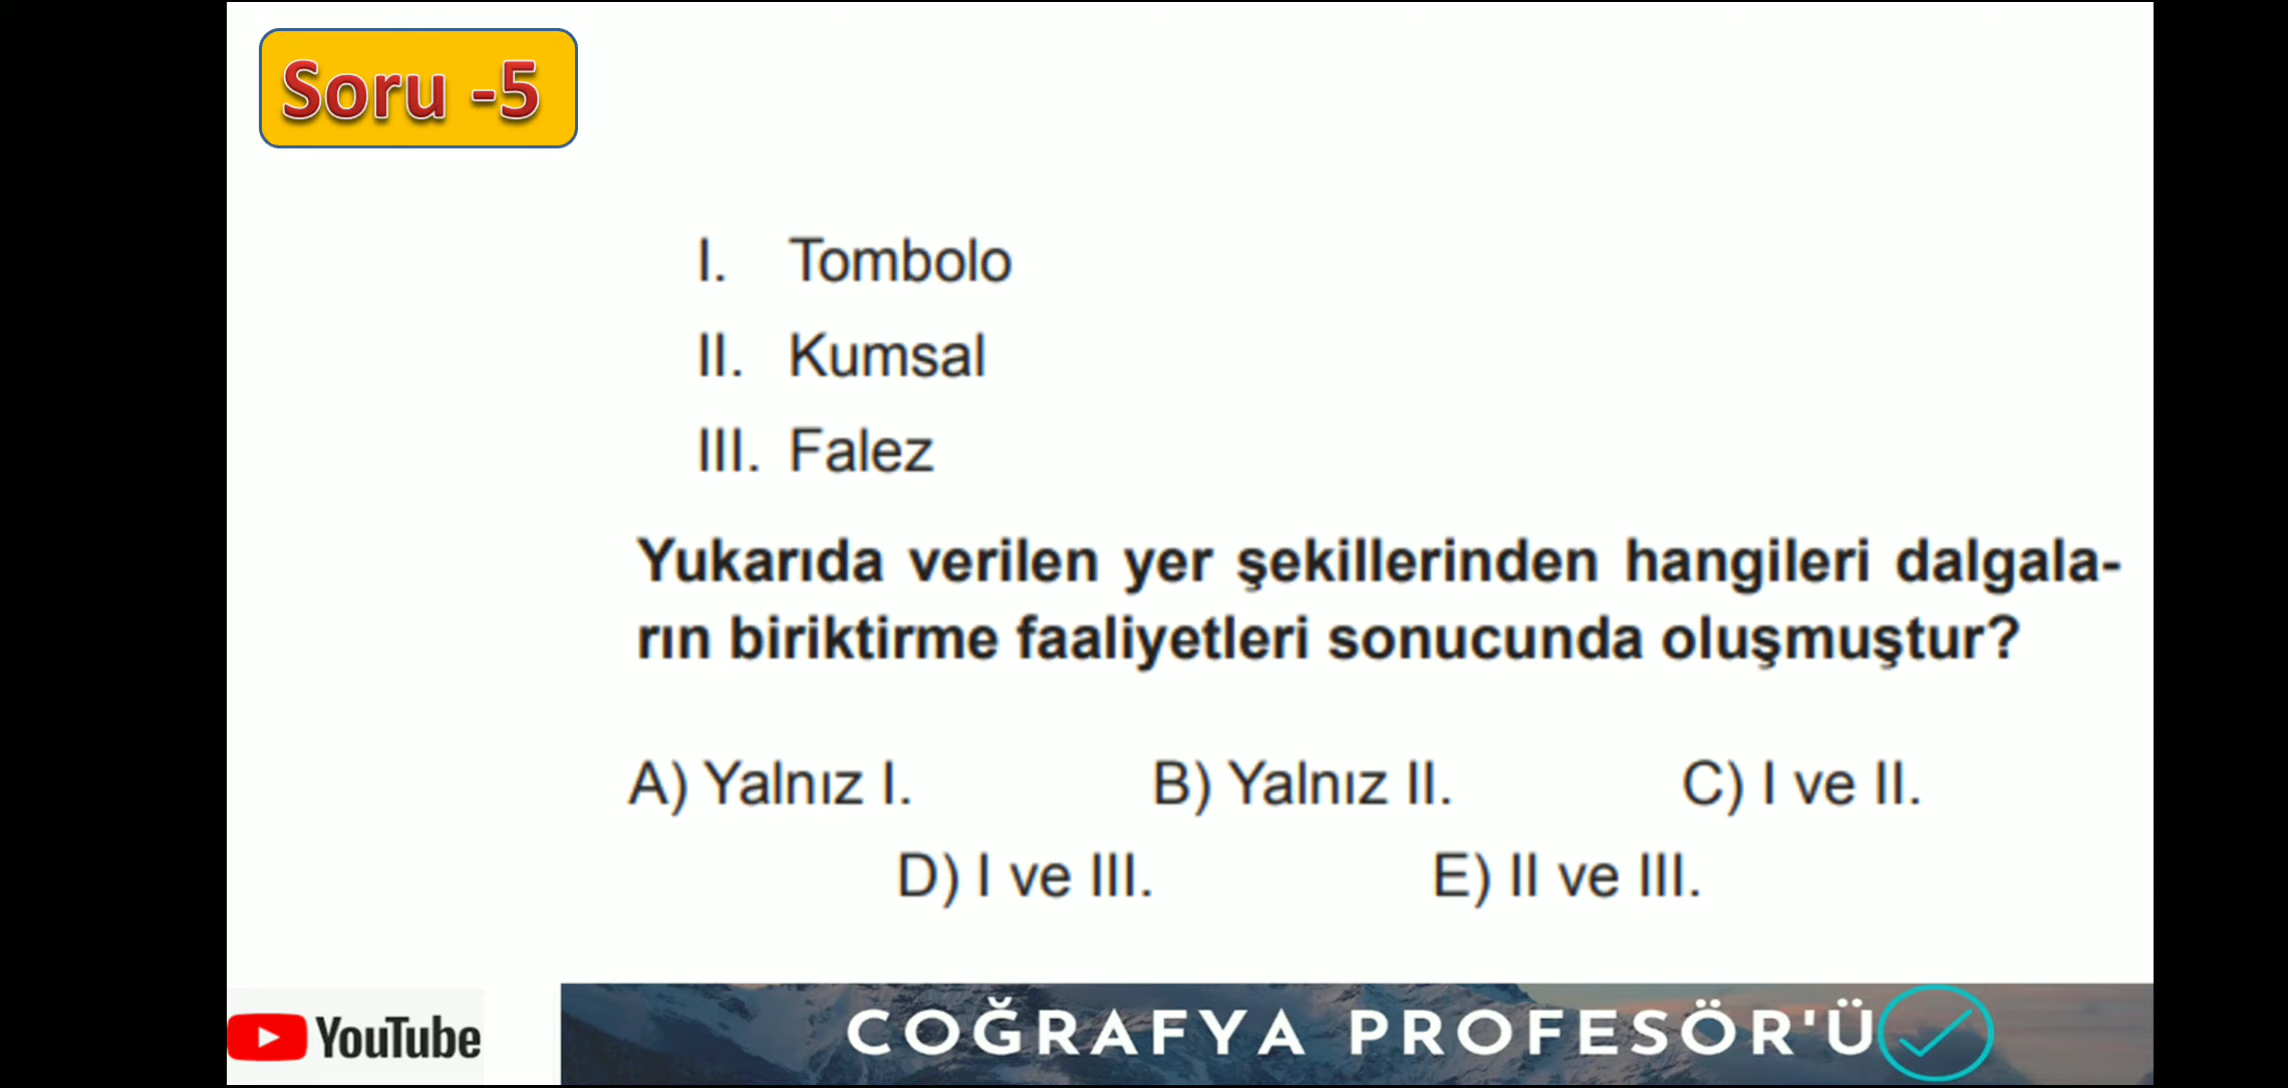 Soru -5
I. Tombolo
II. Kumsal
III. Falez
Yukarıda verilen yer şekillerinden hangileri dalgala-
rın biriktirme faaliyetleri sonucunda oluşmuştur?
A) Yalnız I. B) Yalnız II. C) I ve II.
D) I ve III. E) II ve III.
YouTube COĞRAFYA PROFESÖR'Ü